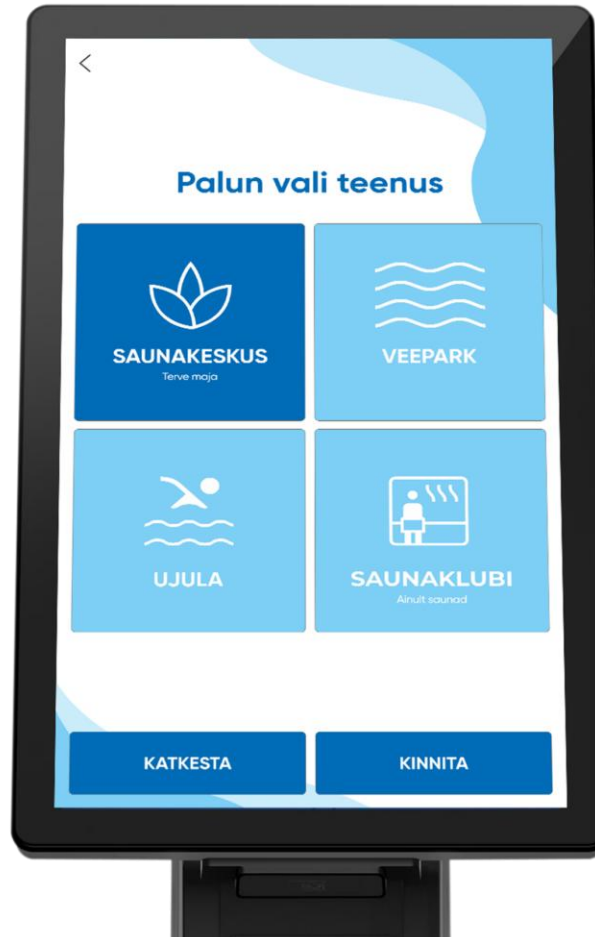 Palun vali teenus
SAUNAKESKUS
Terve maja
VEEPARK
UJULA
SAUNAKLUBI
Ainult saunad
KATKESTA
KINNITA